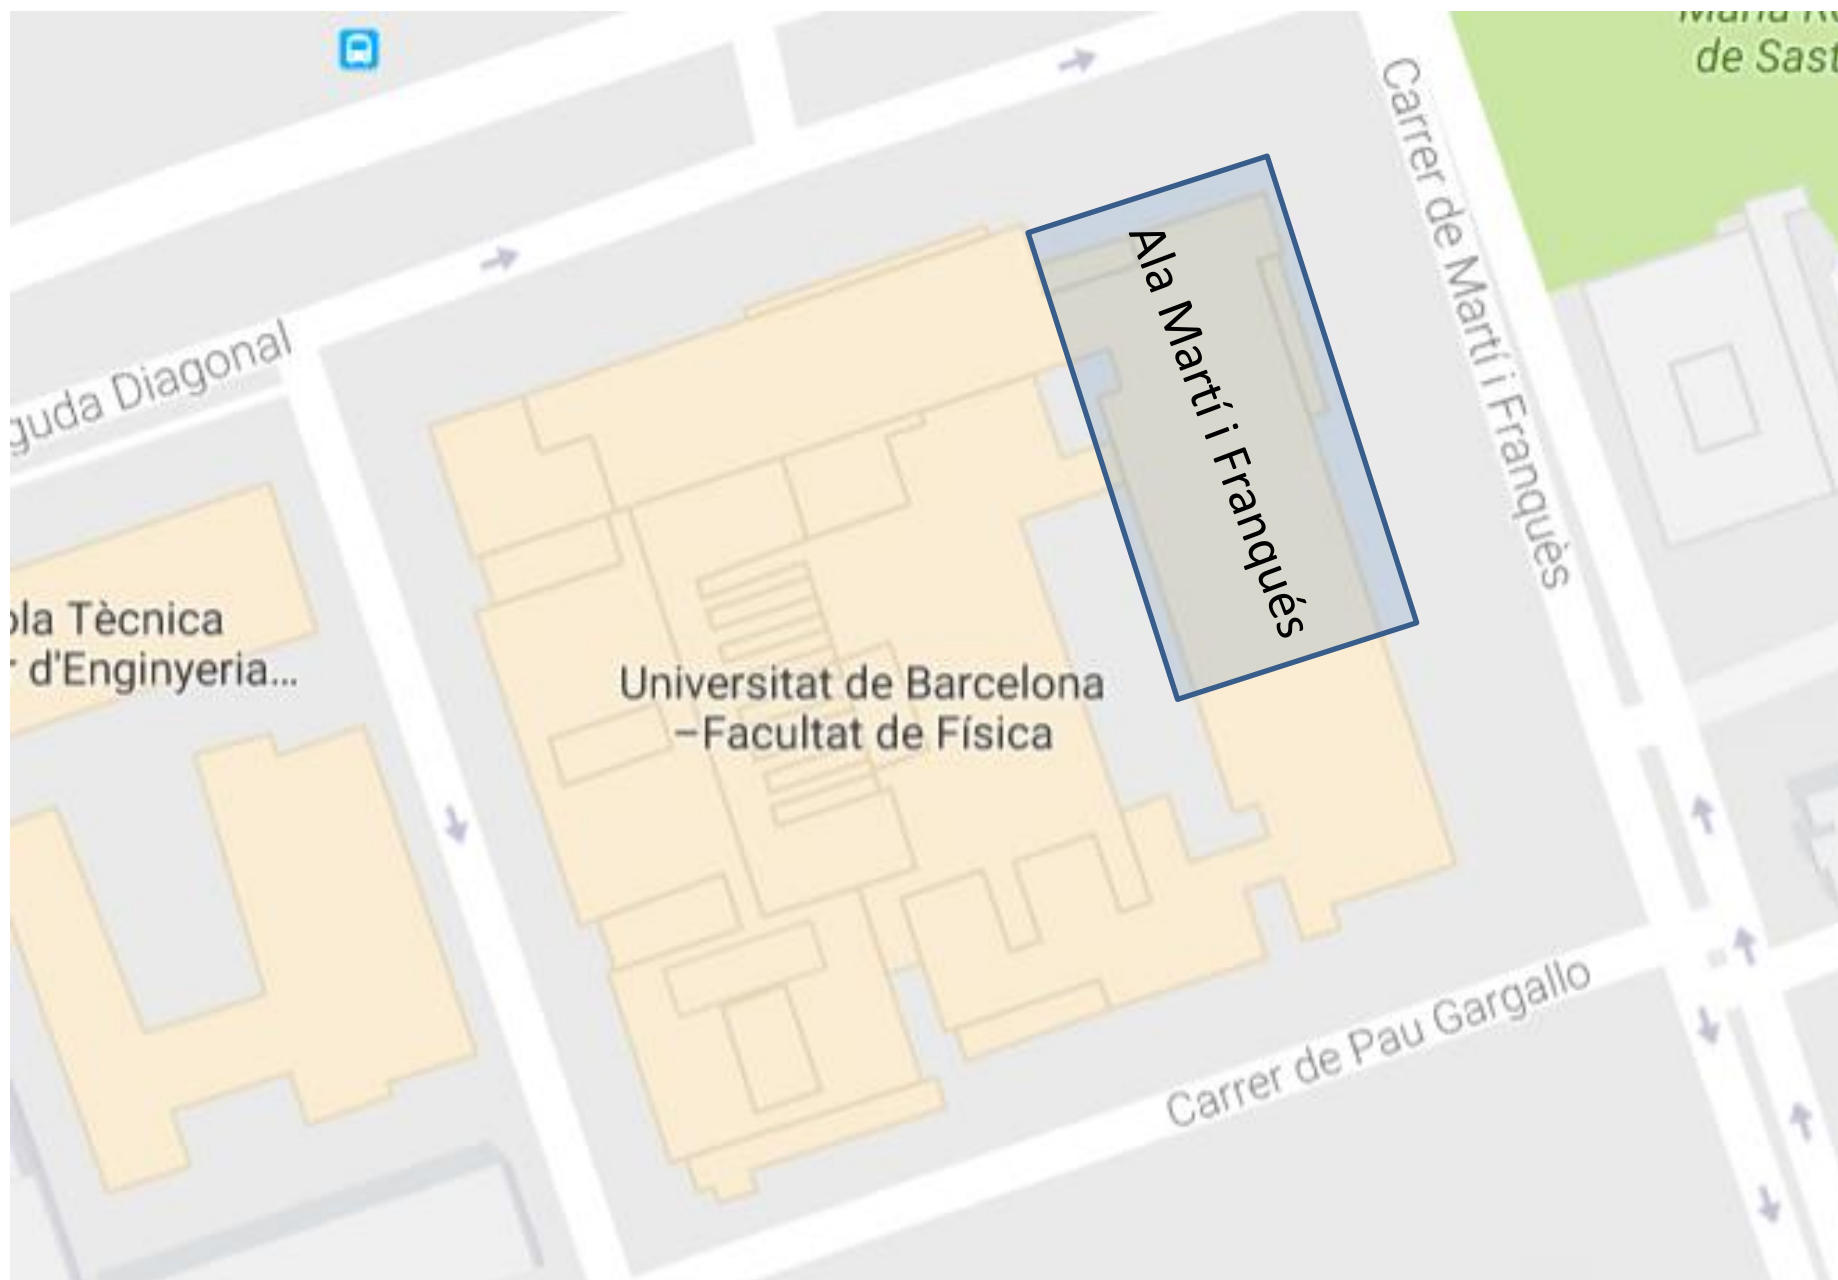 de Sast
Carrer de Martí i Franquès
guda Diagonal
Ala Martí i Franqués
ola Tècnica
r d'Enginyeria...
Universitat de Barcelona
–Facultat de Física
Carrer de Pau Gargallo